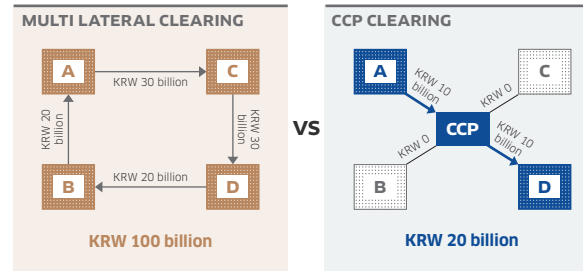 MULTI LATERAL CLEARING
A
KRW 30 billion
C
KRW 20
billion
KRW 30
billion
B
KRW 20 billion
D
KRW 100 billion
VS
CCP CLEARING
A
KRW 10
billion
C
KRW 0
CCP
KRW 0
KRW 10
billion
B
D
KRW 20 billion